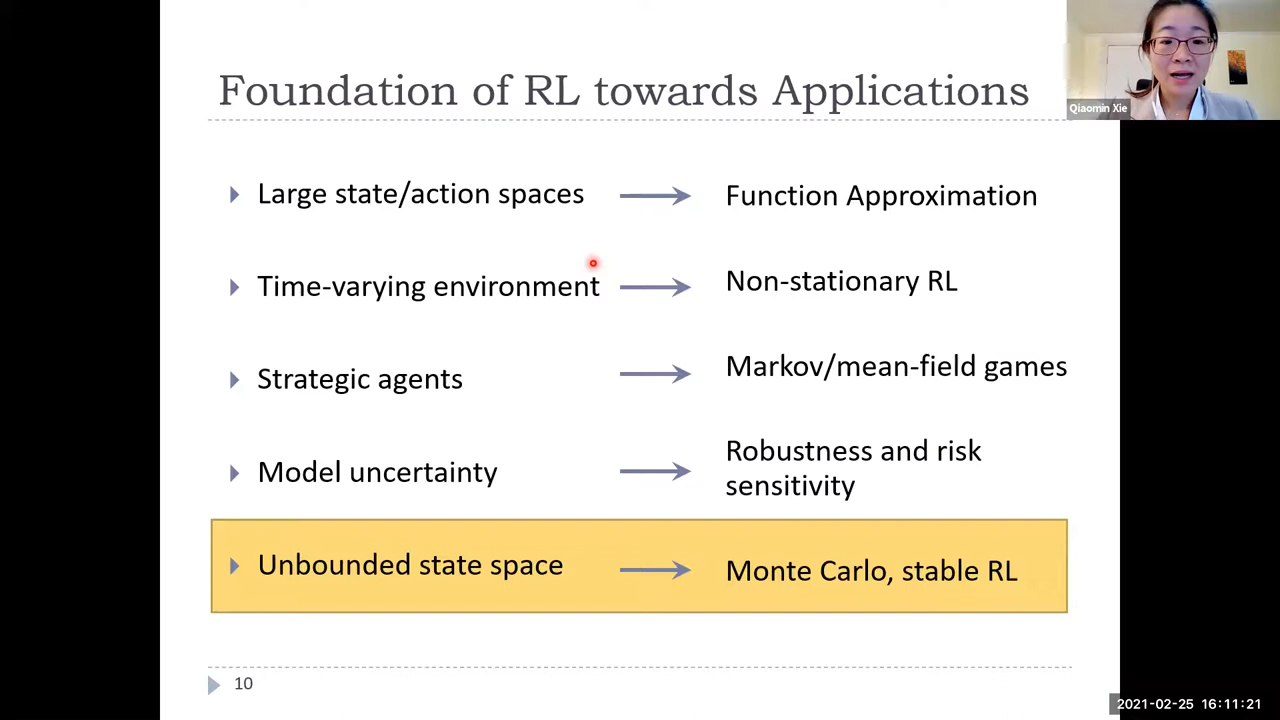 Foundation of RL towards Applications
Qiaomin Xie
Large state/action spaces
Function Approximation
Time-varying environment
Non-stationary RL
Strategic agents
Markov/mean-field games
Model uncertainty
Robustness and risk
sensitivity
Unbounded state space
Monte Carlo, stable RL
10
2021-02-25 16:11:21